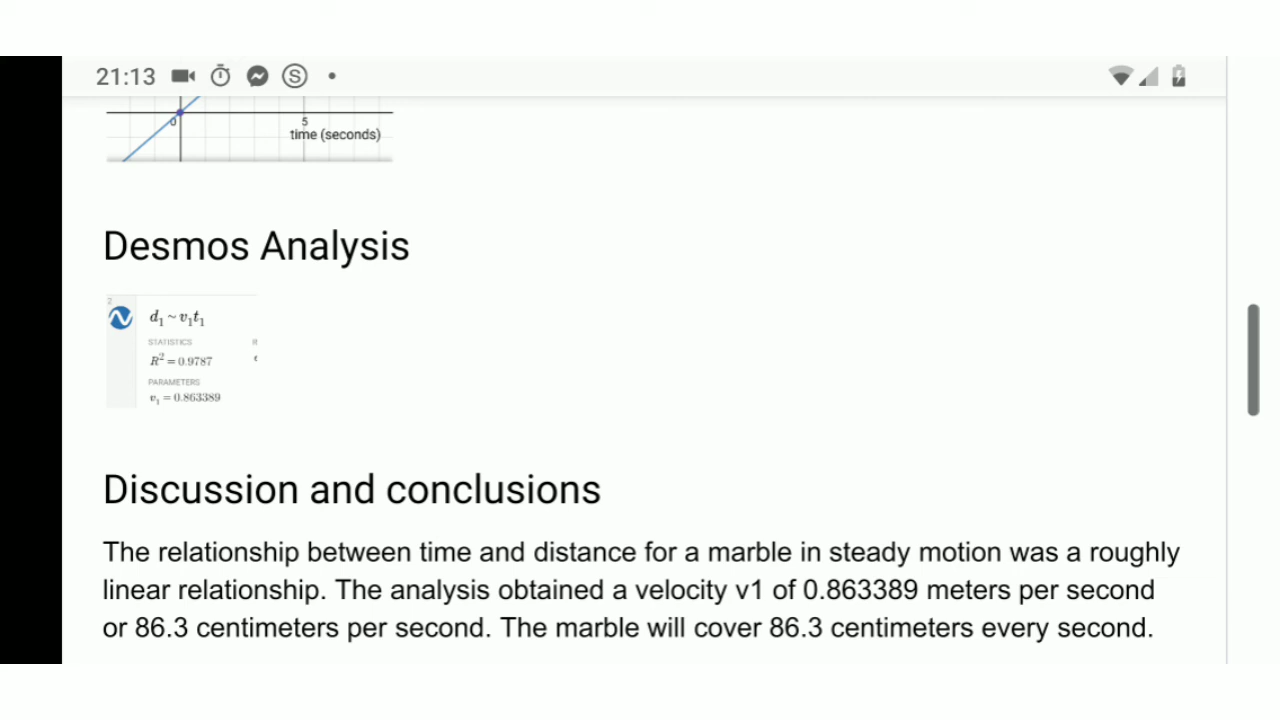 21:13
0
5
time (seconds)
Desmos Analysis
2
d₁ ~ v₁t₁
STATISTICS
R² = 0.9787
PARAMETERS
v₁ = 0.863389
Discussion and conclusions
The relationship between time and distance for a marble in steady motion was a roughly
linear relationship. The analysis obtained a velocity v1 of 0.863389 meters per second
or 86.3 centimeters per second. The marble will cover 86.3 centimeters every second.